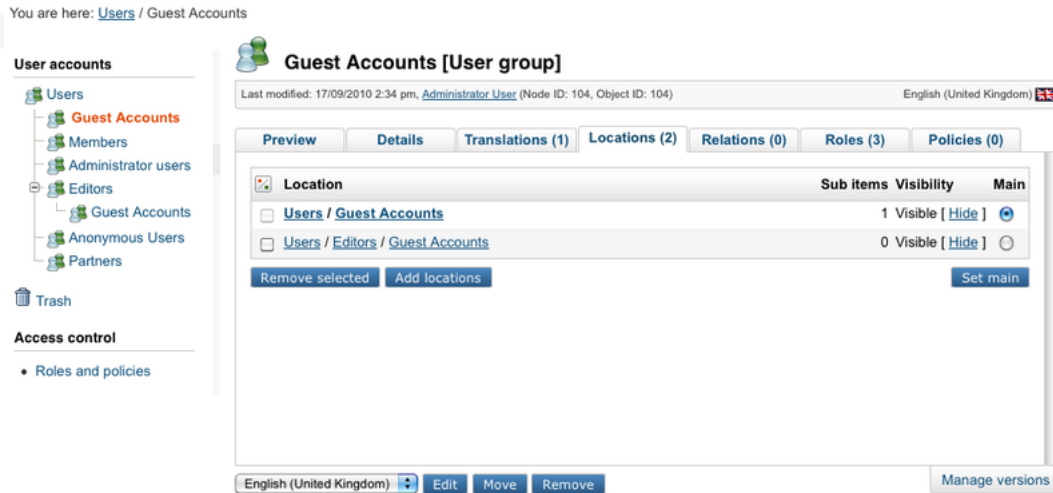 You are here: Users / Guest Accounts
User accounts
Users
Guest Accounts
Members
Administrator users
Editors
Guest Accounts
Anonymous Users
Partners
Trash
Access control
• Roles and policies
Guest Accounts [User group]
Last modified: 17/09/2010 2:34 pm, Administrator User (Node ID: 104, Object ID: 104) English (United Kingdom)
Preview Details Translations (1) Locations (2) Relations (0) Roles (3) Policies (0)
Location Sub items Visibility Main
Users / Guest Accounts 1 Visible [ Hide ]
Users / Editors / Guest Accounts 0 Visible [ Hide ]
Remove selected Add locations Set main
English (United Kingdom) Edit Move Remove Manage versions